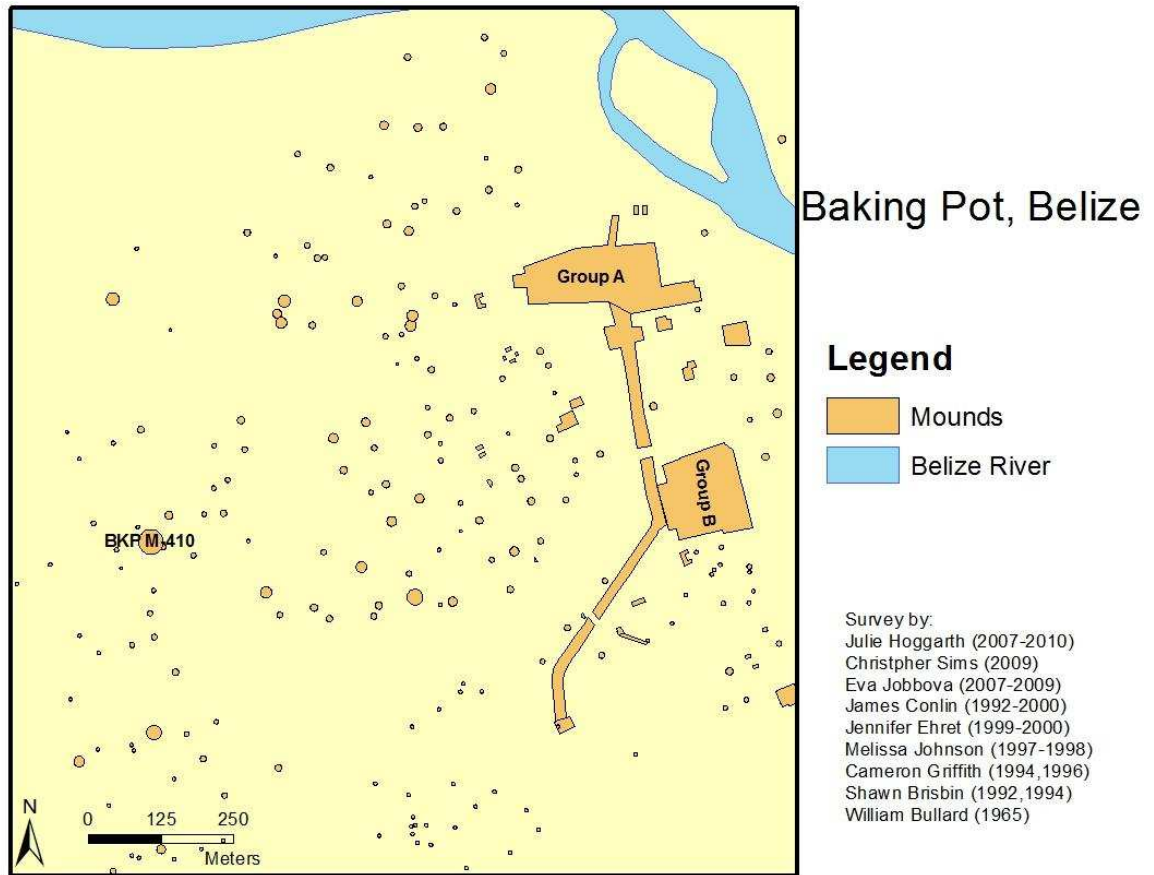 Baking Pot, Belize
Group A
Group B
BKP M-410
Legend
Mounds
Belize River
Survey by:
Julie Hoggarth (2007-2010)
Christpher Sims (2009)
Eva Jobbova (2007-2009)
James Conlin (1992-2000)
Jennifer Ehret (1999-2000)
Melissa Johnson (1997-1998)
Cameron Griffith (1994,1996)
Shawn Brisbin (1992,1994)
William Bullard (1965)
N
0 125 250
Meters